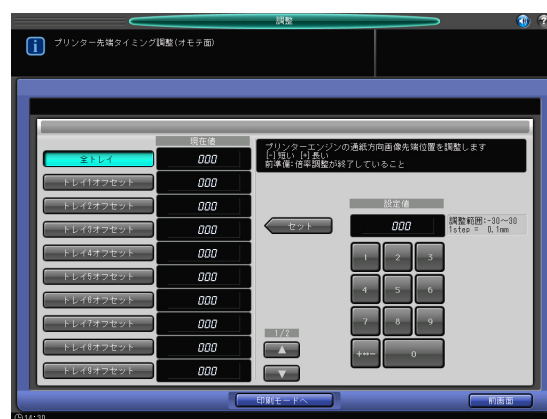 調整
プリンター先端タイミング調整(オモテ面)
現在値
全トレイ 000
トレイ1オフセット 000
トレイ2オフセット 000
トレイ3オフセット 000
トレイ4オフセット 000
トレイ5オフセット 000
トレイ6オフセット 000
トレイ7オフセット 000
トレイ8オフセット 000
トレイ9オフセット 000
プリンターエンジンの通紙方向画像先端位置を調整します
[-]短い [+]長い
前準備:倍率調整が終了していること
設定値
セット
000
調整範囲:-30～30
1step = 0.1mm
1 2 3
4 5 6
7 8 9
+↔- 0
1/2
印刷モードへ
前画面
14:30